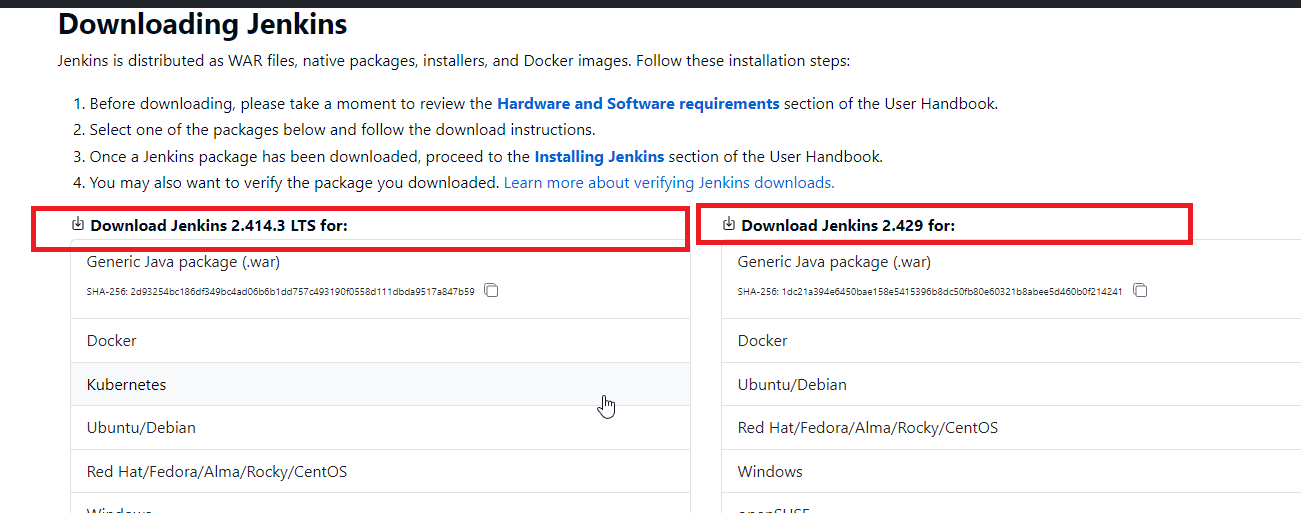 Downloading Jenkins
Jenkins is distributed as WAR files, native packages, installers, and Docker images. Follow these installation steps:
1. Before downloading, please take a moment to review the Hardware and Software requirements section of the User Handbook.
2. Select one of the packages below and follow the download instructions.
3. Once a Jenkins package has been downloaded, proceed to the Installing Jenkins section of the User Handbook.
4. You may also want to verify the package you downloaded. Learn more about verifying Jenkins downloads.
Download Jenkins 2.414.3 LTS for:
Generic Java package (.war)
SHA-256: 2d93254bc186df349bc4ad06b6b1dd757c493190f0558d111dbda9517a847b59
Docker
Kubernetes
Ubuntu/Debian
Red Hat/Fedora/Alma/Rocky/CentOS
Windows
Download Jenkins 2.429 for:
Generic Java package (.war)
SHA-256: 1dc21a394e6450bae158e5415396b8dc50fb80e60321b8abee5d460b0f214241
Docker
Ubuntu/Debian
Red Hat/Fedora/Alma/Rocky/CentOS
Windows
openSUSE